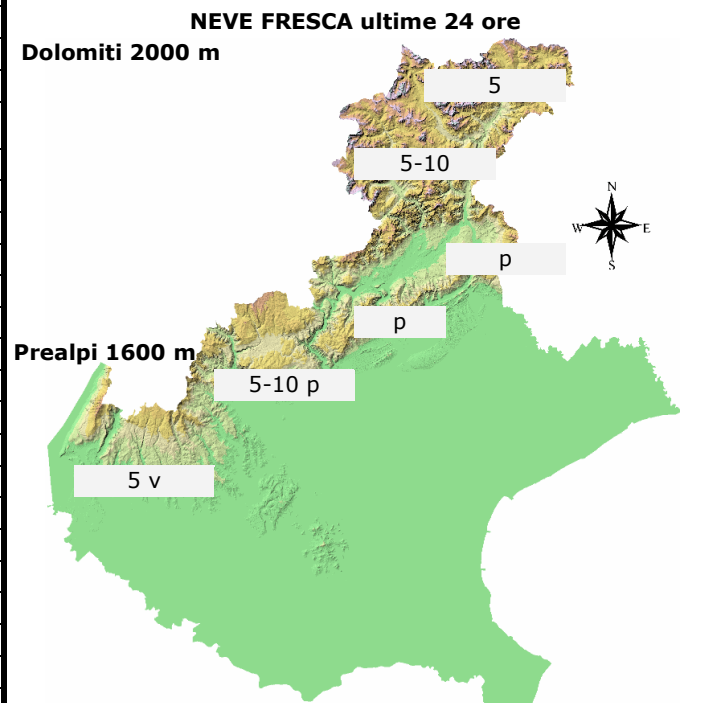 NEVE FRESCA ultime 24 ore
Dolomiti 2000 m
5
5-10
N
W E
S
p
p
Prealpi 1600 m
5-10 p
5 v